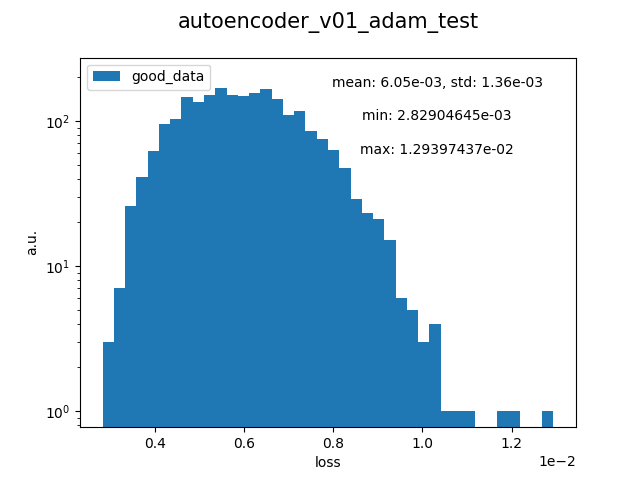 autoencoder_v01_adam_test
good_data
mean: 6.05e-03, std: 1.36e-03
min: 2.82904645e-03
max: 1.29397437e-02
a.u.
10²
10¹
10⁰
0.4 0.6 0.8 1.0 1.2
loss
1e−2